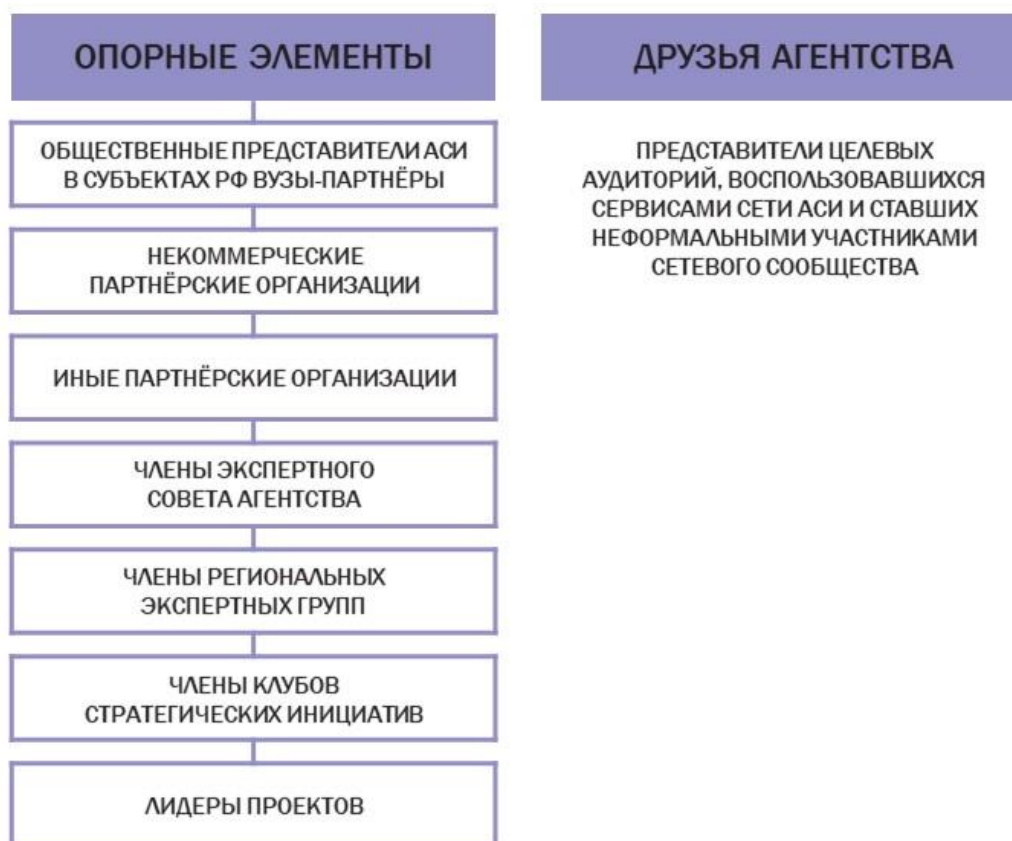 ОПОРНЫЕ ЭЛЕМЕНТЫ
ОБЩЕСТВЕННЫЕ ПРЕДСТАВИТЕЛИ АСИ
В СУБЪЕКТАХ РФ ВУЗЫ-ПАРТНЁРЫ
НЕКОММЕРЧЕСКИЕ
ПАРТНЁРСКИЕ ОРГАНИЗАЦИИ
ИНЫЕ ПАРТНЁРСКИЕ ОРГАНИЗАЦИИ
ЧЛЕНЫ ЭКСПЕРТНОГО
СОВЕТА АГЕНТСТВА
ЧЛЕНЫ РЕГИОНАЛЬНЫХ
ЭКСПЕРТНЫХ ГРУПП
ЧЛЕНЫ КЛУБОВ
СТРАТЕГИЧЕСКИХ ИНИЦИАТИВ
ЛИДЕРЫ ПРОЕКТОВ
ДРУЗЬЯ АГЕНТСТВА
ПРЕДСТАВИТЕЛИ ЦЕЛЕВЫХ
АУДИТОРИЙ, ВОСПОЛЬЗОВАВШИХСЯ
СЕРВИСАМИ СЕТИ АСИ И СТАВШИХ
НЕФОРМАЛЬНЫМИ УЧАСТНИКАМИ
СЕТЕВОГО СООБЩЕСТВА